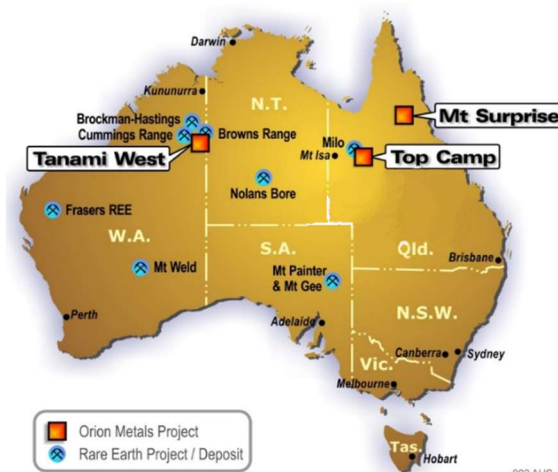 Darwin
Kununurra
N.T.
Brockman-Hastings
Cummings Range
Browns Range
Mt Surprise
Milo
Mt Isa
Top Camp
Tanami West
Nolans Bore
Frasers REE
W.A.
S.A.
Qld.
Mt Weld
Mt Painter
& Mt Gee
Brisbane
N.S.W.
Perth
Adelaide
Canberra
Sydney
Vic.
Melbourne
Orion Metals Project
Rare Earth Project / Deposit
Tas.
Hobart